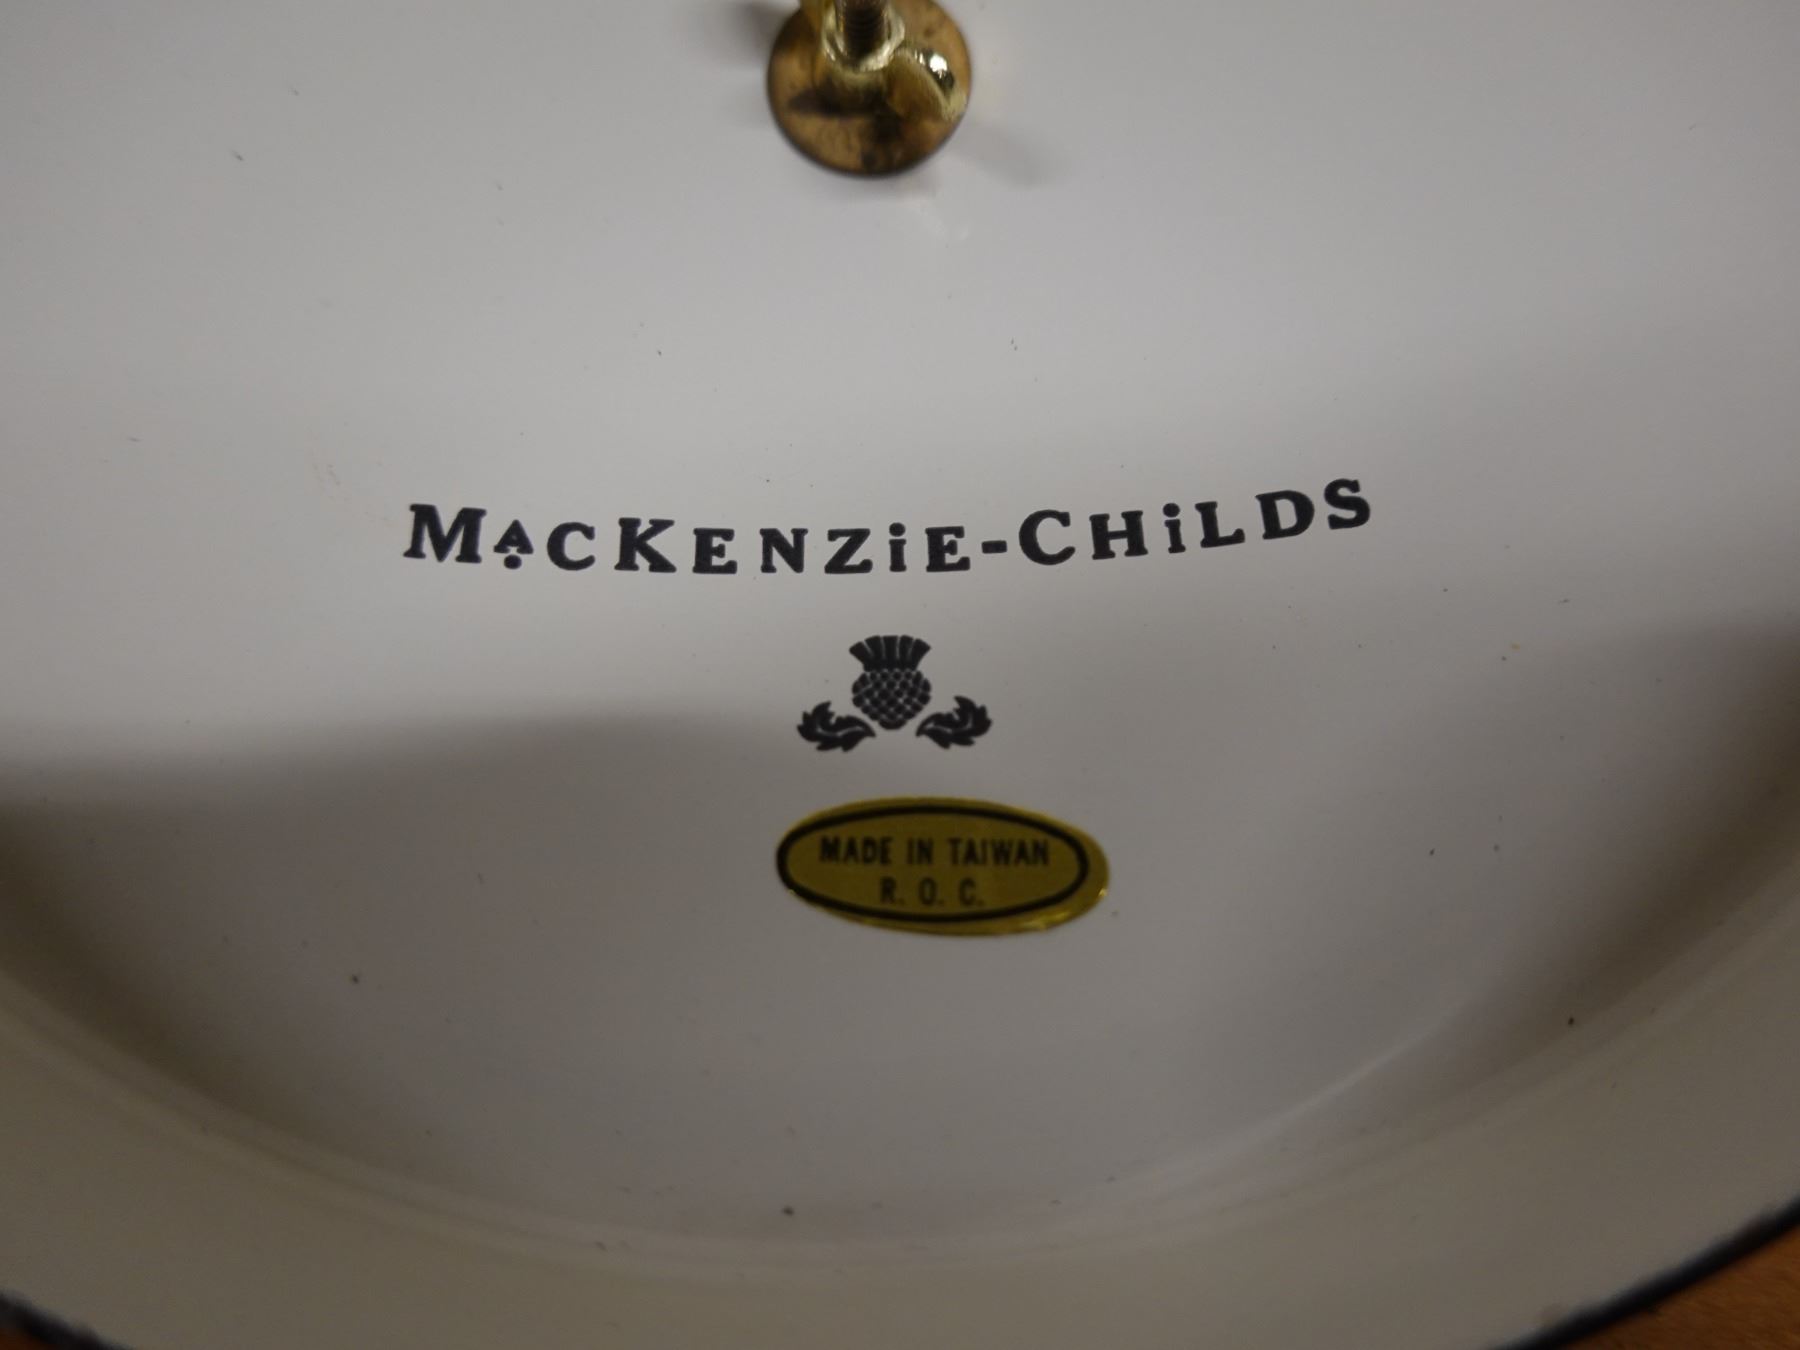 MACKENZiE-CHiLDS
MADE IN TAIWAN
R. O. C.